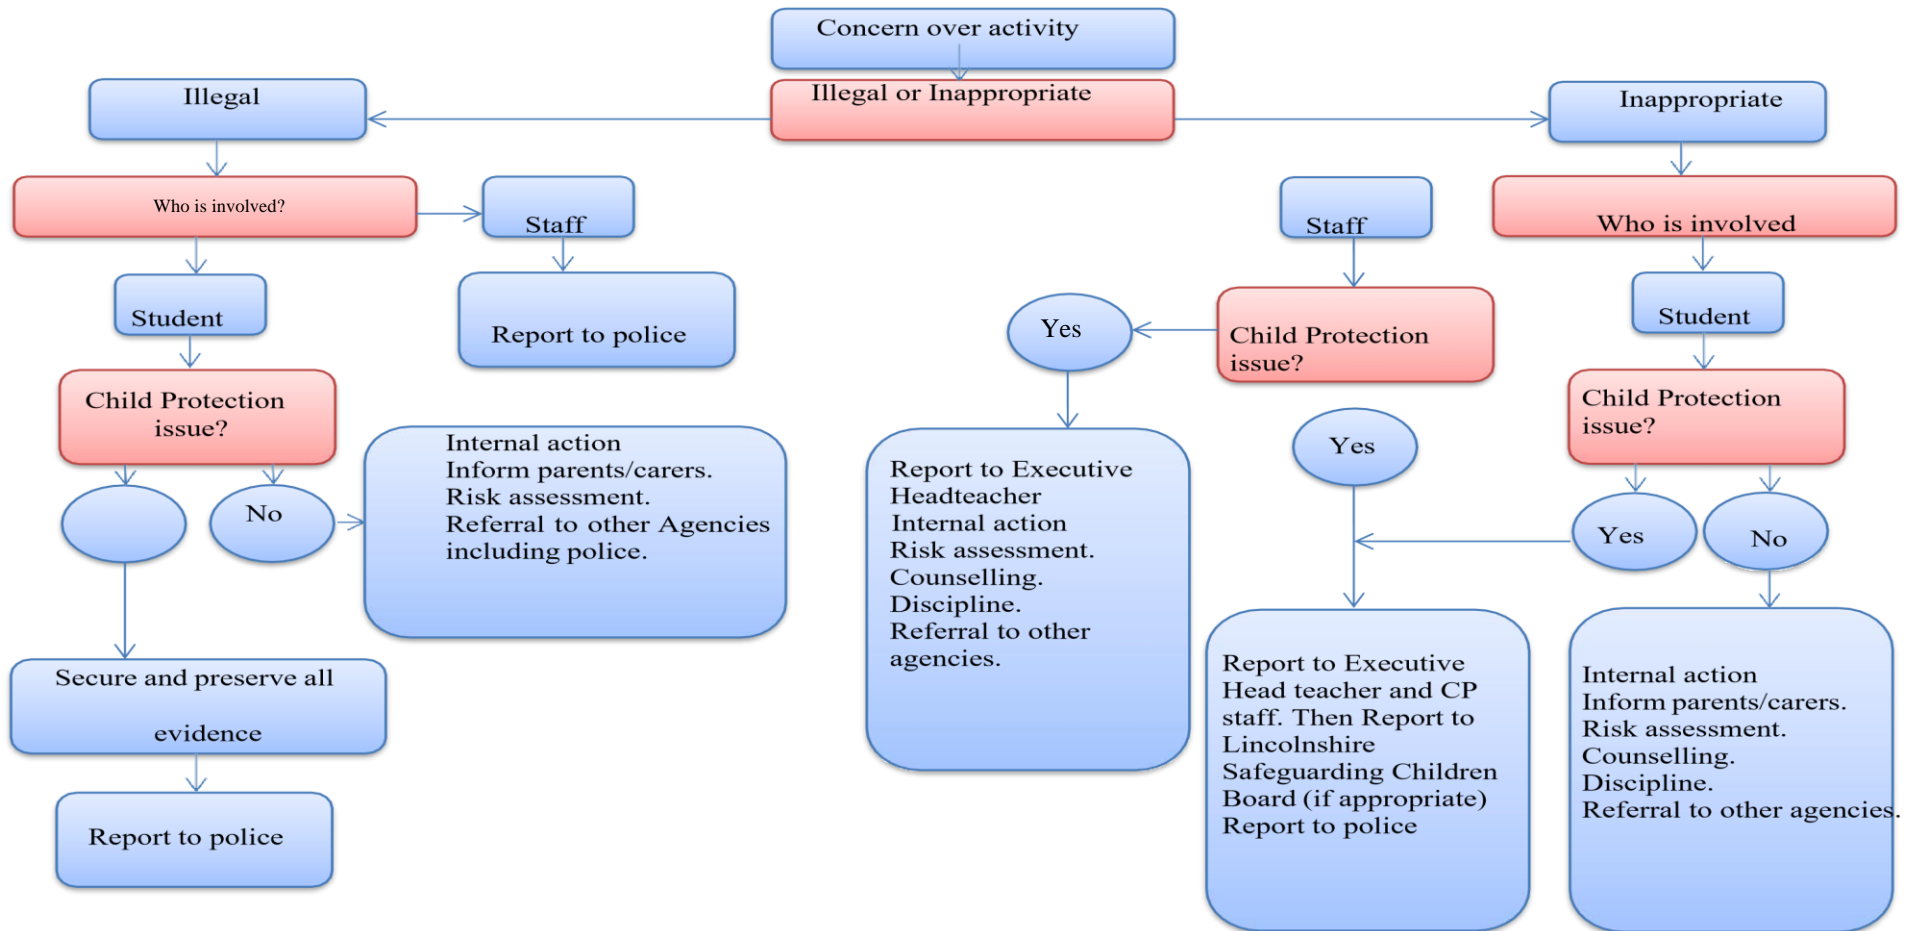 Concern over activity
Illegal or Inappropriate
Illegal
Inappropriate
Who is involved?
Staff
Staff
Who is involved
Student
Report to police
Yes
Child Protection
issue?
Student
Child Protection
issue?
Child Protection
issue?
Internal action
Inform parents/carers.
Risk assessment.
Referral to other Agencies
including police.
No
Yes
Yes
No
Report to Executive
Headteacher
Internal action
Risk assessment.
Counselling.
Discipline.
Referral to other
agencies.
Secure and preserve all
evidence
Report to police
Report to Executive
Head teacher and CP
staff. Then Report to
Lincolnshire
Safeguarding Children
Board (if appropriate)
Report to police
Internal action
Inform parents/carers.
Risk assessment.
Counselling.
Discipline.
Referral to other agencies.